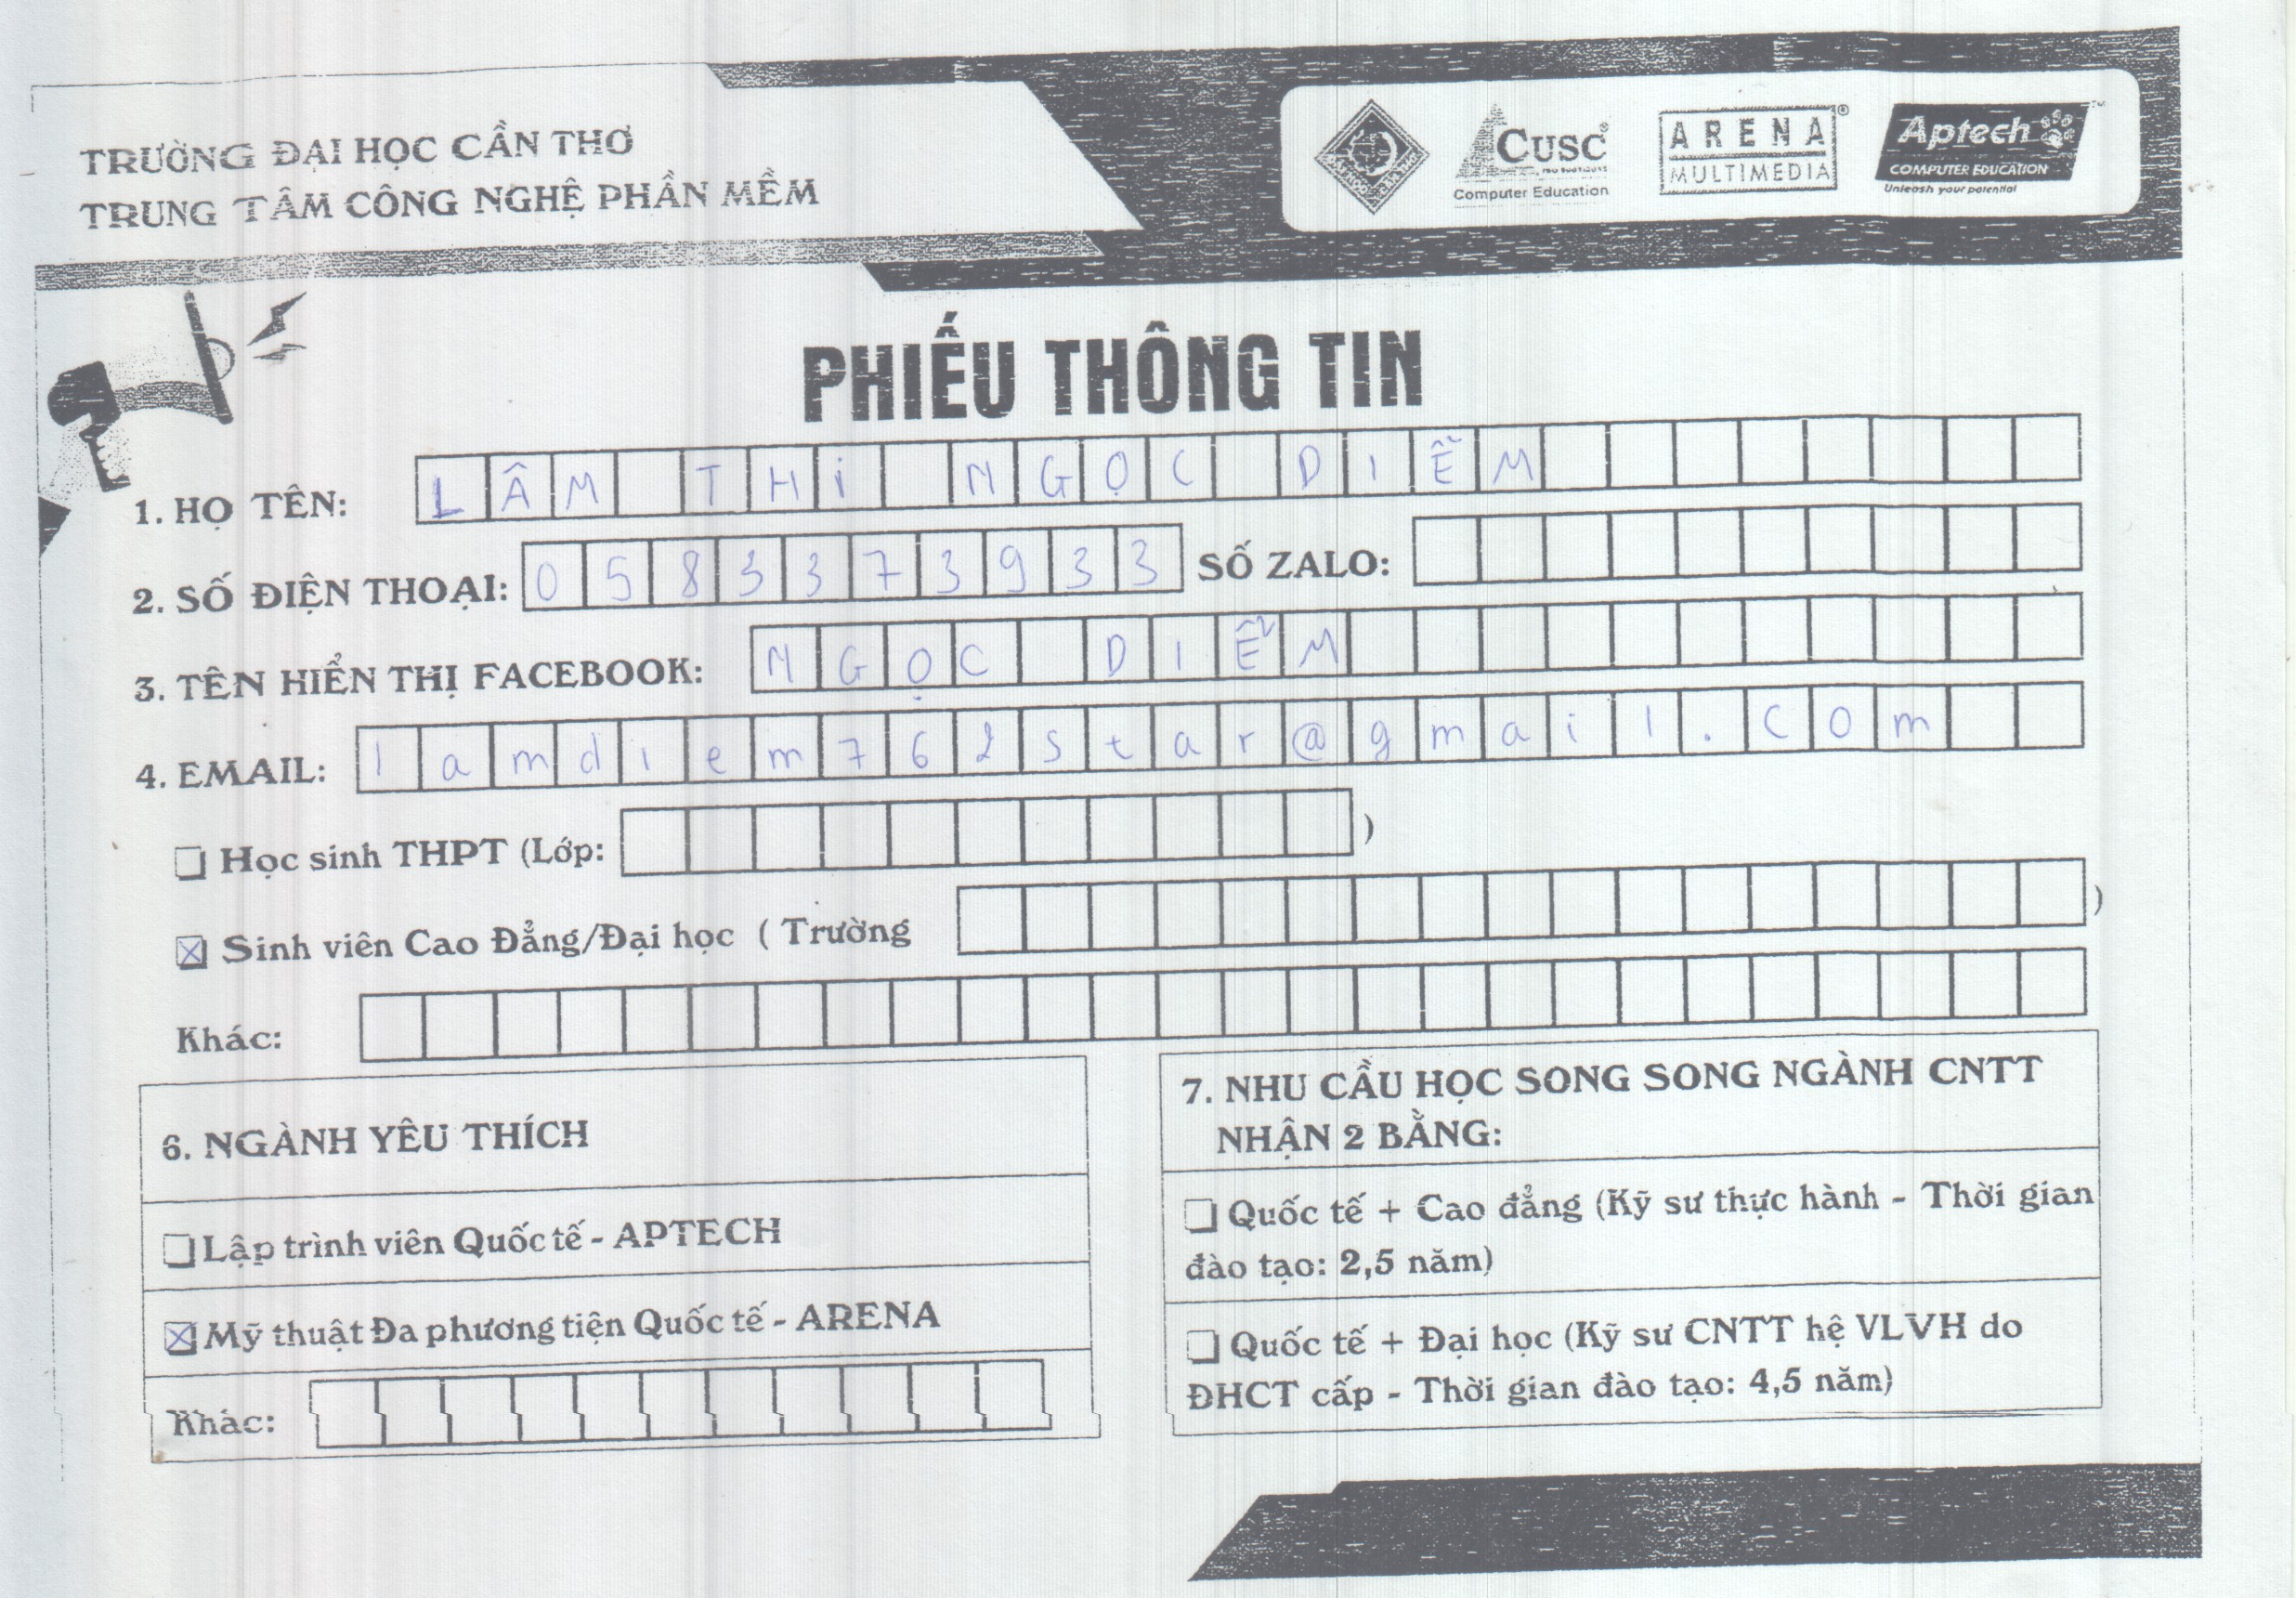 TRƯỜNG ĐẠI HỌC CẦN THƠ
TRUNG TÂM CÔNG NGHỆ PHẦN MỀM
CUSC®
Computer Education
ARENA®
MULTIMEDIA
Aptech™
COMPUTER EDUCATION
Unleash your potential
PHIẾU THÔNG TIN
1. HỌ TÊN: LÂM THỊ NGỌC DIỄM
2. SỐ ĐIỆN THOẠI: 0583373933 SỐ ZALO:
3. TÊN HIỂN THỊ FACEBOOK: NGỌC DIỄM
4. EMAIL: lamdiem762star@gmail.com
Học sinh THPT (Lớp: )
Sinh viên Cao Đẳng/Đại học ( Trường )
Khác:
6. NGÀNH YÊU THÍCH
Lập trình viên Quốc tế - APTECH
Mỹ thuật Đa phương tiện Quốc tế - ARENA
Khác:
7. NHU CẦU HỌC SONG SONG NGÀNH CNTT
NHẬN 2 BẰNG:
Quốc tế + Cao đẳng (Kỹ sư thực hành - Thời gian
đào tạo: 2,5 năm)
Quốc tế + Đại học (Kỹ sư CNTT hệ VLVH do
ĐHCT cấp - Thời gian đào tạo: 4,5 năm)